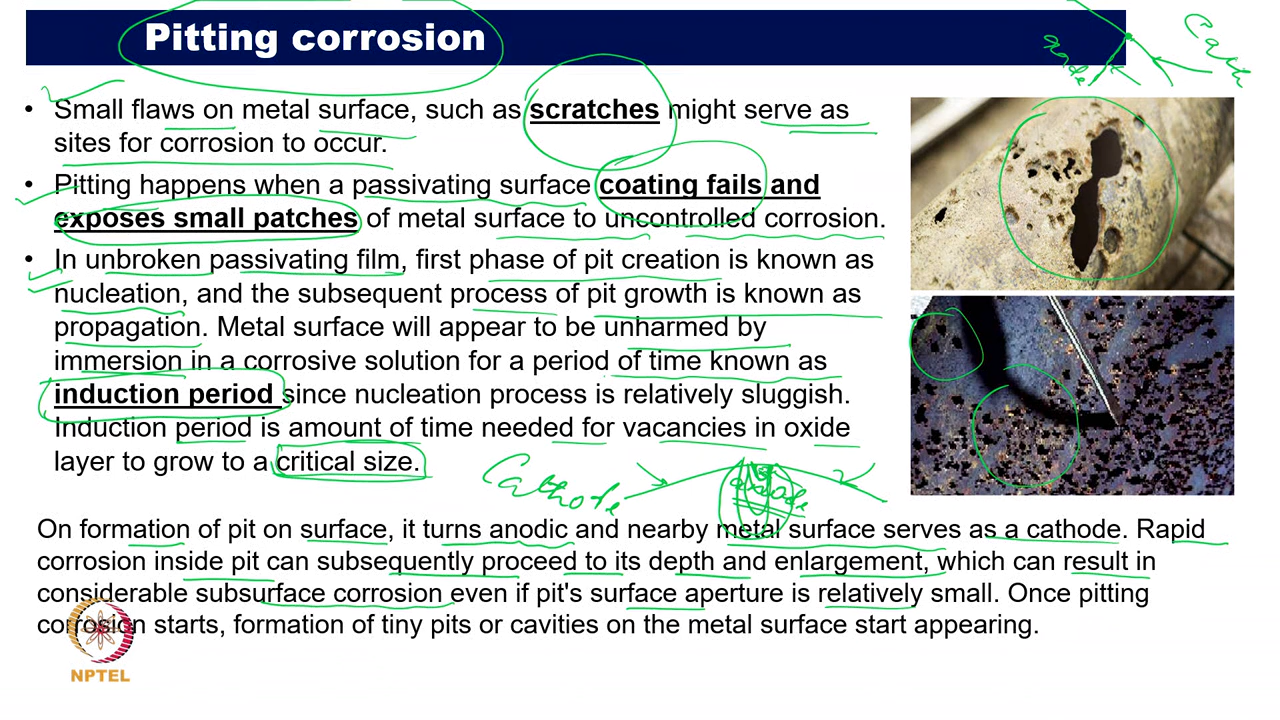 Pitting corrosion
anode
Cath
• Small flaws on metal surface, such as scratches might serve as
sites for corrosion to occur.
• Pitting happens when a passivating surface coating fails and
exposes small patches of metal surface to uncontrolled corrosion.
• In unbroken passivating film, first phase of pit creation is known as
nucleation, and the subsequent process of pit growth is known as
propagation. Metal surface will appear to be unharmed by
immersion in a corrosive solution for a period of time known as
induction period since nucleation process is relatively sluggish.
Induction period is amount of time needed for vacancies in oxide
layer to grow to a critical size.
Cathode
anode
On formation of pit on surface, it turns anodic and nearby metal surface serves as a cathode. Rapid
corrosion inside pit can subsequently proceed to its depth and enlargement, which can result in
considerable subsurface corrosion even if pit's surface aperture is relatively small. Once pitting
corrosion starts, formation of tiny pits or cavities on the metal surface start appearing.
NPTEL